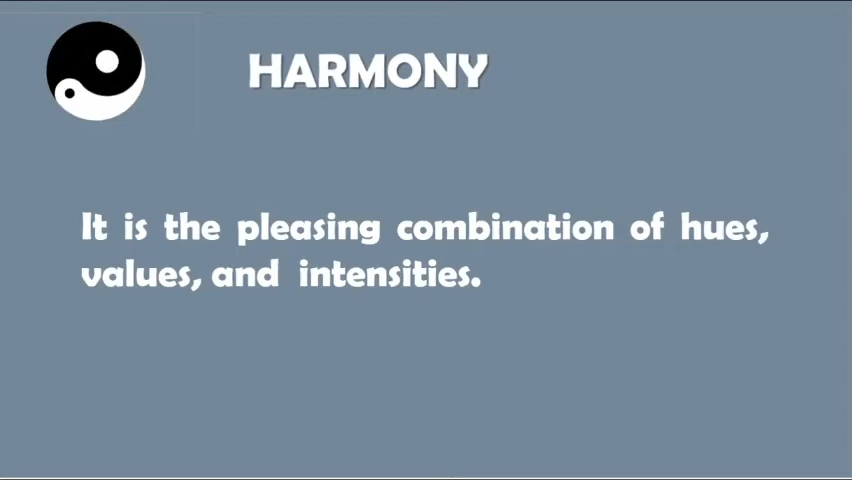 HARMONY
It is the pleasing combination of hues,
values, and intensities.